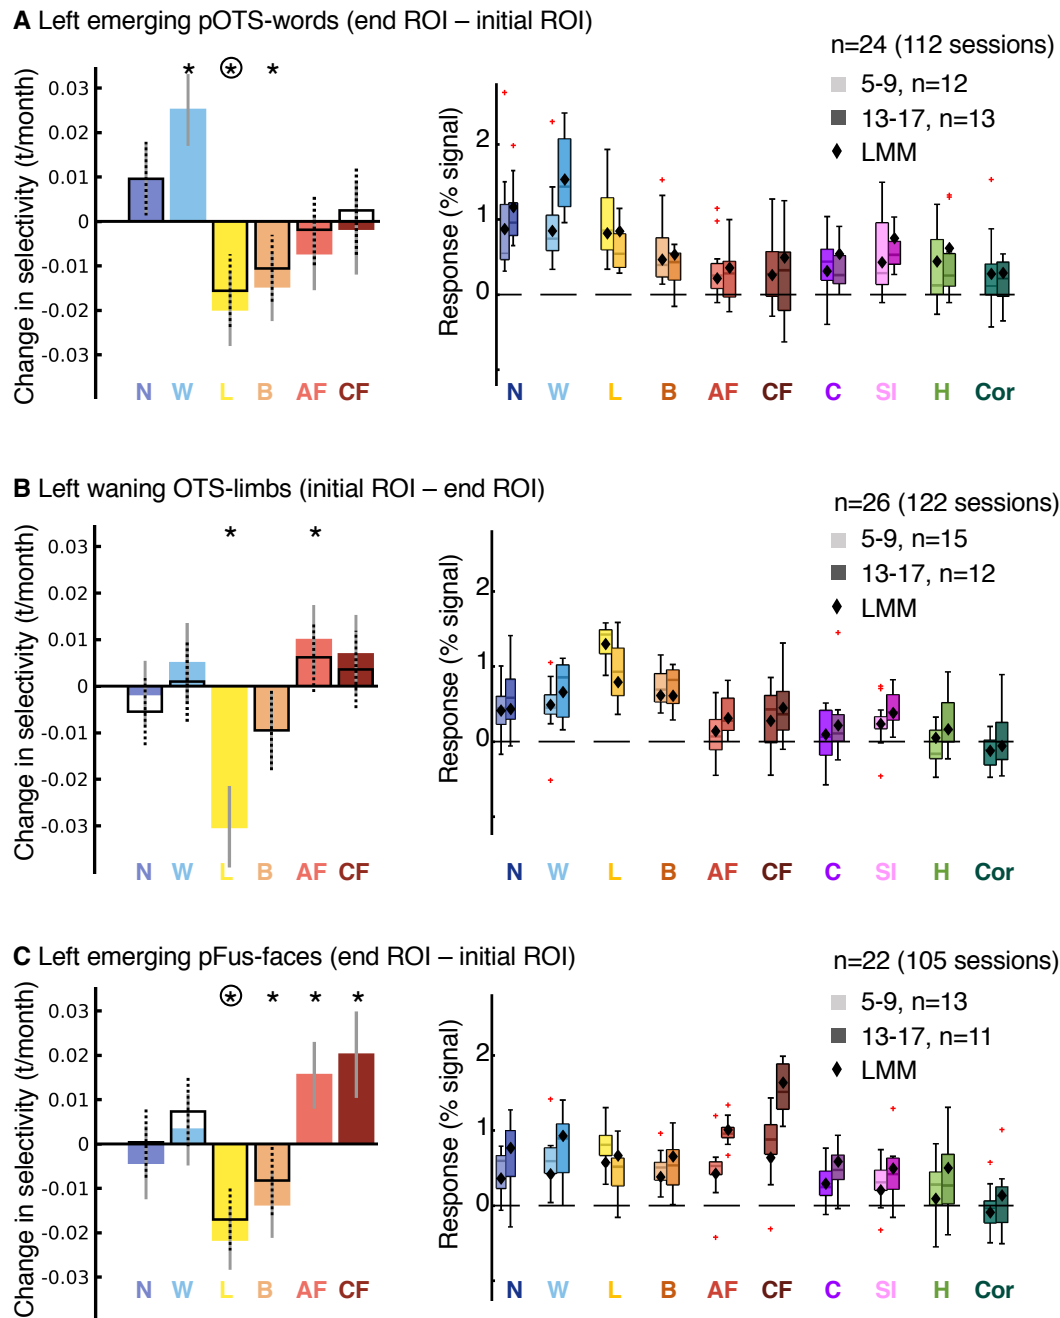 A Left emerging pOTS-words (end ROI – initial ROI)
n=24 (112 sessions)
5-9, n=12
13-17, n=13
LMM
Change in selectivity (t/month)
0.03
0.02
0.01
0
-0.01
-0.02
-0.03
* * *
N W L B AF CF
Response (% signal)
2
1
0
N W L B AF CF C SI H Cor
B Left waning OTS-limbs (initial ROI – end ROI)
n=26 (122 sessions)
5-9, n=15
13-17, n=12
LMM
Change in selectivity (t/month)
0.03
0.02
0.01
0
-0.01
-0.02
-0.03
* *
N W L B AF CF
Response (% signal)
2
1
0
N W L B AF CF C SI H Cor
C Left emerging pFus-faces (end ROI – initial ROI)
n=22 (105 sessions)
5-9, n=13
13-17, n=11
LMM
Change in selectivity (t/month)
0.03
0.02
0.01
0
-0.01
-0.02
-0.03
* * * *
N W L B AF CF
Response (% signal)
2
1
0
N W L B AF CF C SI H Cor